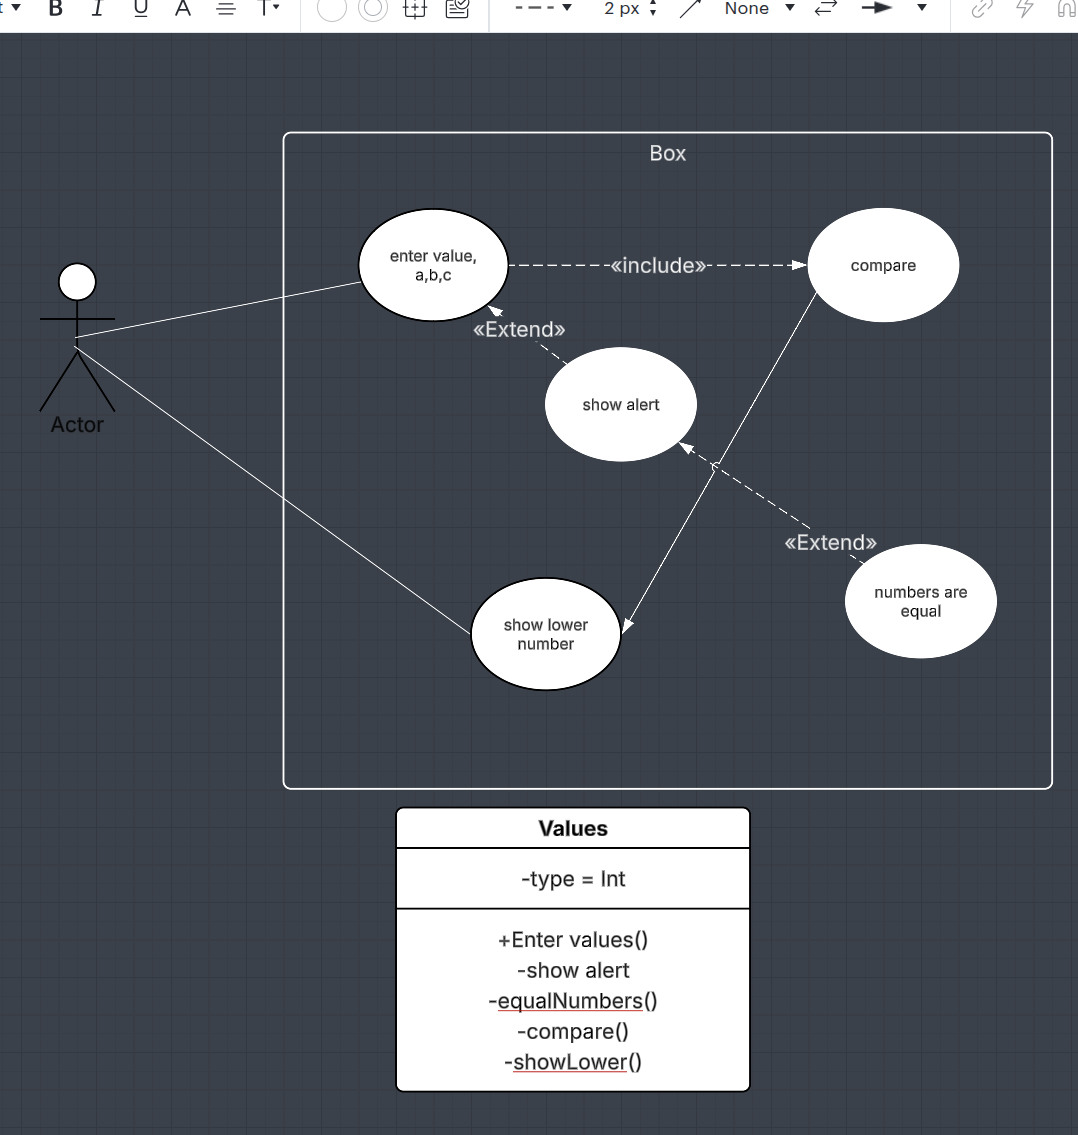 B I U A T
2 px
None
Box
enter value,
a,b,c
«include»
compare
«Extend»
show alert
Actor
«Extend»
numbers are
equal
show lower
number
Values
-type = Int
+Enter values()
-show alert
-equalNumbers()
-compare()
-showLower()